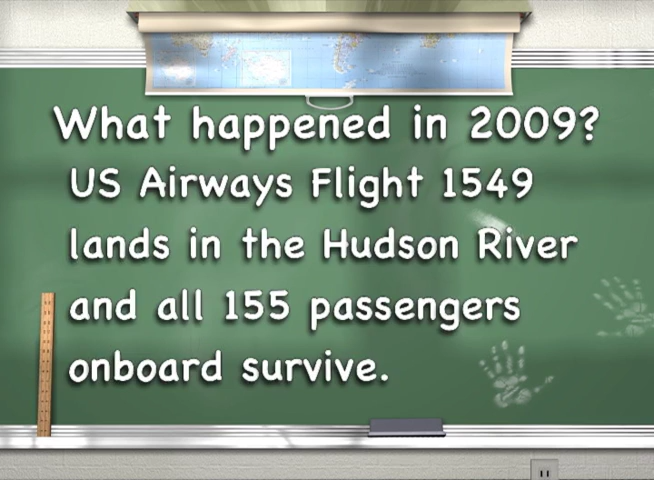 What happened in 2009?
US Airways Flight 1549
lands in the Hudson River
and all 155 passengers
onboard survive.